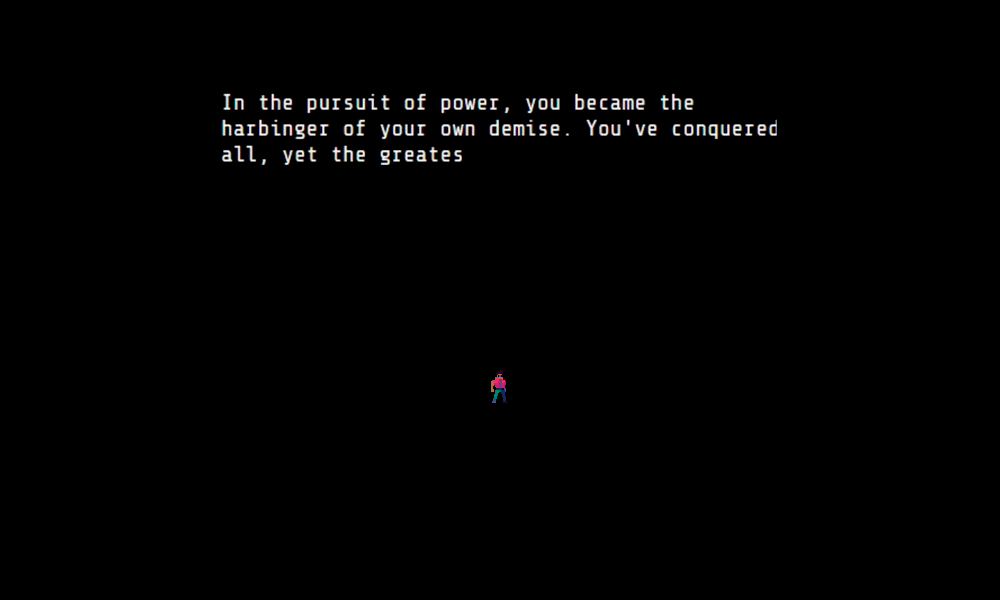 In the pursuit of power, you became the
harbinger of your own demise. You've conquered
all, yet the greates